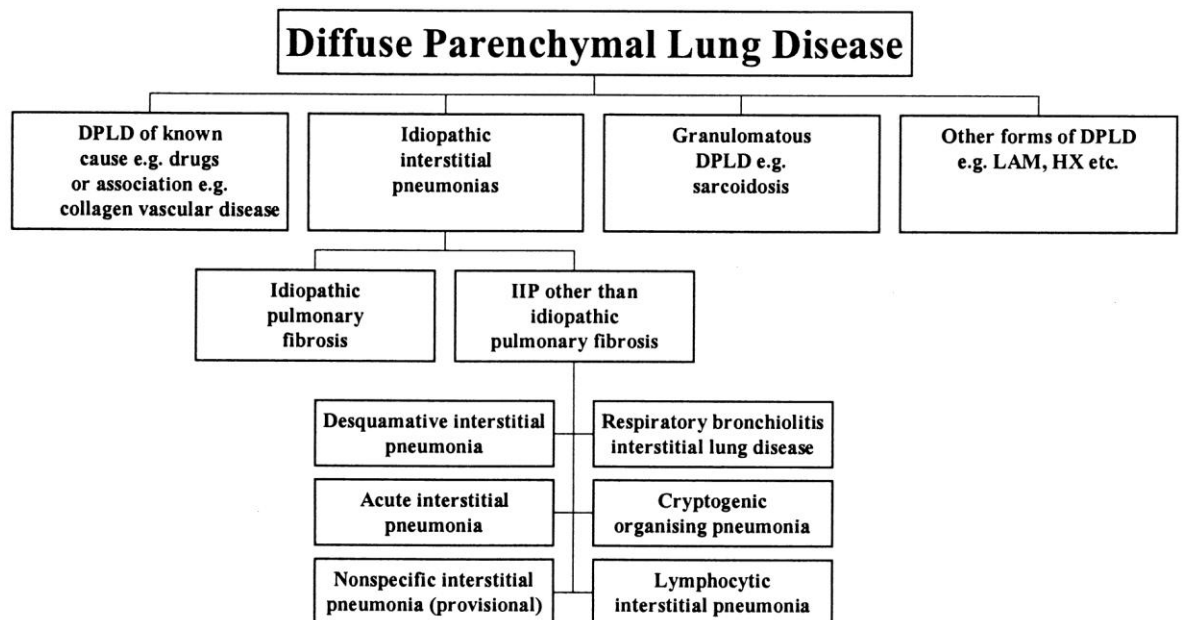 Diffuse Parenchymal Lung Disease
DPLD of known
cause e.g. drugs
or association e.g.
collagen vascular disease
Idiopathic
interstitial
pneumonias
Granulomatous
DPLD e.g.
sarcoidosis
Other forms of DPLD
e.g. LAM, HX etc.
Idiopathic
pulmonary
fibrosis
IIP other than
idiopathic
pulmonary fibrosis
Desquamative interstitial
pneumonia
Respiratory bronchiolitis
interstitial lung disease
Acute interstitial
pneumonia
Cryptogenic
organising pneumonia
Nonspecific interstitial
pneumonia (provisional)
Lymphocytic
interstitial pneumonia